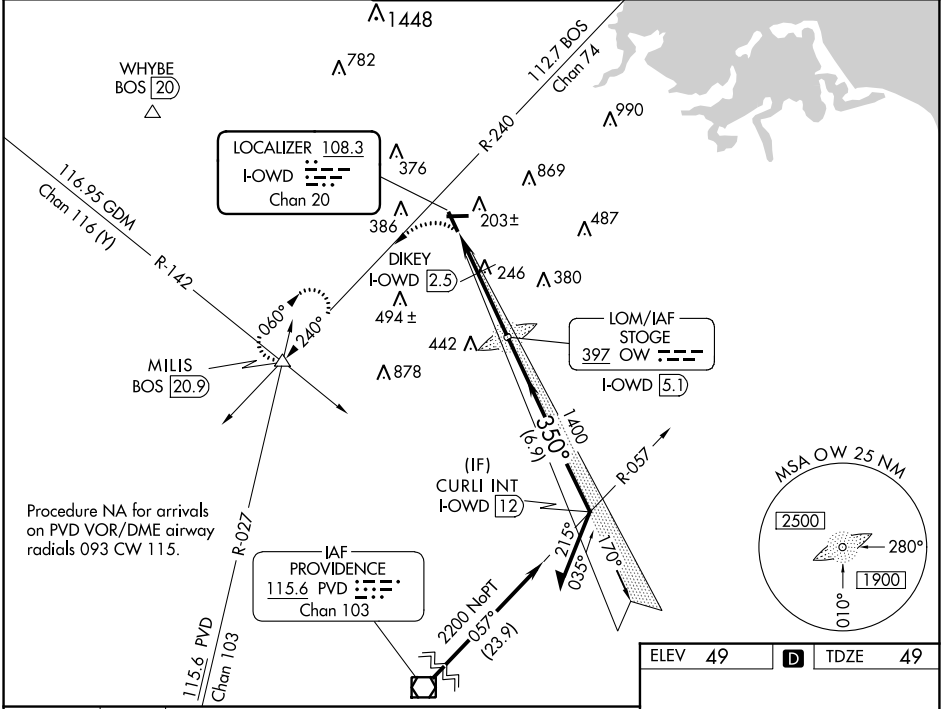 1448
782
WHYBE
BOS 20
112.7 BOS
Chan 74
990
R-240
LOCALIZER 108.3
I-OWD
Chan 20
376
869
116.95 GDM
Chan 116 (Y)
386
203±
487
R-142
DIKEY
I-OWD 2.5
246
380
060°
240°
494 ±
LOM/IAF
STOGE
397 OW
I-OWD 5.1
442
MILIS
BOS 20.9
878
1400
350°
(6.9)
R-057
MSA OW 25 NM
(IF)
CURLI INT
I-OWD 12
2500
280°
1900
010°
Procedure NA for arrivals
on PVD VOR/DME airway
radials 093 CW 115.
R-027
215°
035°
170°
IAF
PROVIDENCE
115.6 PVD
Chan 103
2200 NoPT
057°
(23.9)
115.6 PVD
Chan 103
ELEV 49 D TDZE 49